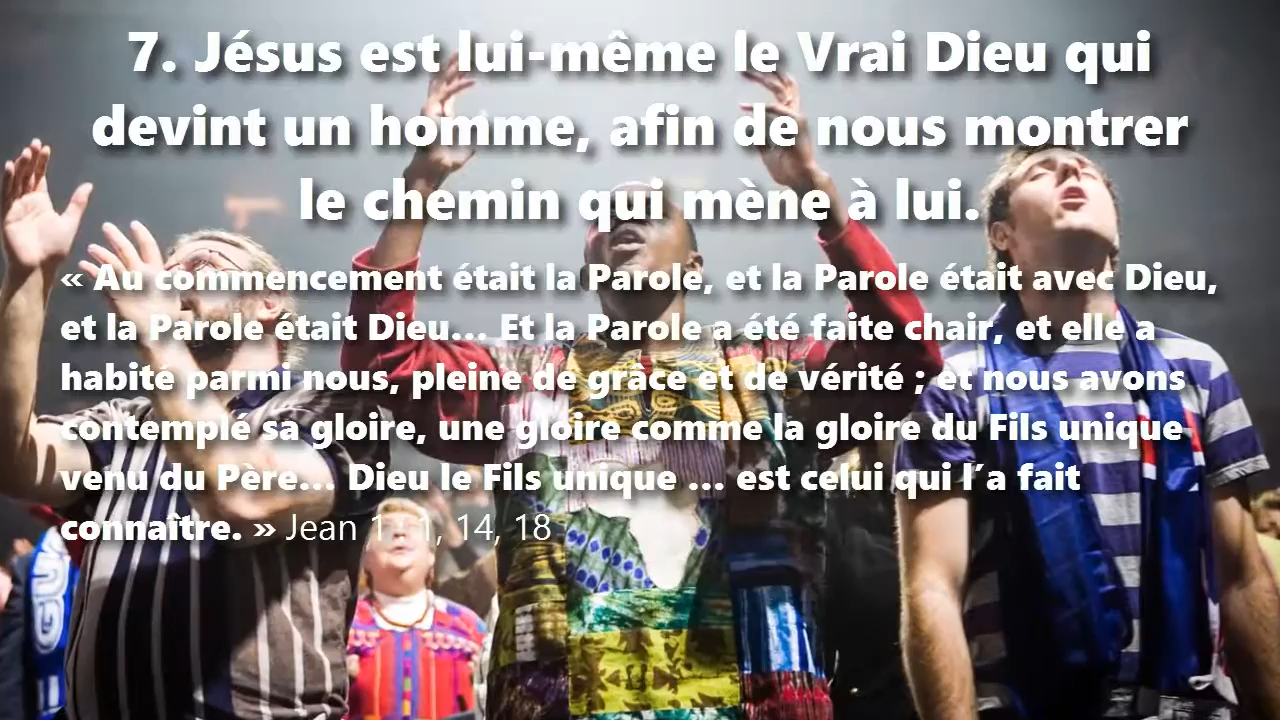 7. Jésus est lui-même le Vrai Dieu qui
devint un homme, afin de nous montrer
le chemin qui mène à lui.
« Au commencement était la Parole, et la Parole était avec Dieu,
et la Parole était Dieu... Et la Parole a été faite chair, et elle a
habité parmi nous, pleine de grâce et de vérité ; et nous avons
contemplé sa gloire, une gloire comme la gloire du Fils unique
venu du Père... Dieu le Fils unique ... est celui qui l’a fait
connaître. » Jean 1 : 1, 14, 18